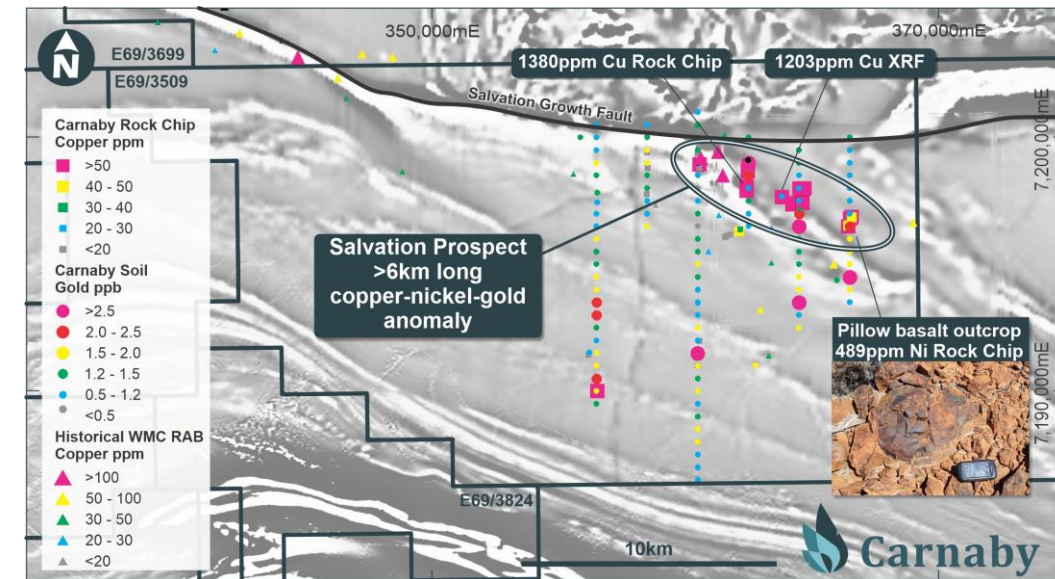 350,000mE
370,000mE
N
E69/3699
E69/3509
1380ppm Cu Rock Chip
1203ppm Cu XRF
Salvation Growth Fault
7,200,000mE
Carnaby Rock Chip
Copper ppm
>50
40 - 50
30 - 40
20 - 30
<20
Carnaby Soil
Gold ppb
>2.5
2.0 - 2.5
1.5 - 2.0
1.2 - 1.5
0.5 - 1.2
<0.5
Historical WMC RAB
Copper ppm
>100
50 - 100
30 - 50
20 - 30
<20
Salvation Prospect
>6km long
copper-nickel-gold
anomaly
Pillow basalt outcrop
489ppm Ni Rock Chip
7,190,000mE
E69/3824
10km
Carnaby